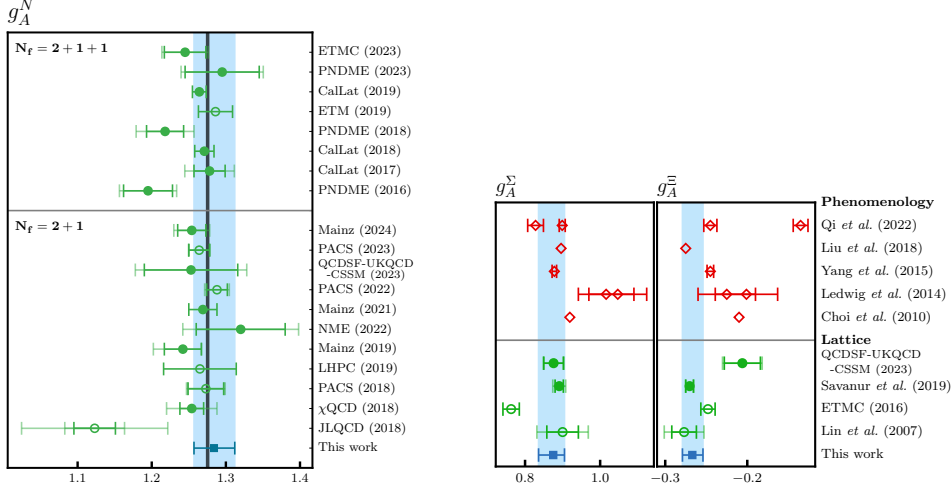 g_A^N
N_f = 2 + 1 + 1
ETMC (2023)
PNDME (2023)
CalLat (2019)
ETM (2019)
PNDME (2018)
CalLat (2018)
CalLat (2017)
PNDME (2016)
N_f = 2 + 1
Mainz (2024)
PACS (2023)
QCDSF-UKQCD
-CSSM (2023)
PACS (2022)
Mainz (2021)
NME (2022)
Mainz (2019)
LHPC (2019)
PACS (2018)
χQCD (2018)
JLQCD (2018)
This work
1.1 1.2 1.3 1.4
g_A^Σ g_A^Ξ
Phenomenology
Qi et al. (2022)
Liu et al. (2018)
Yang et al. (2015)
Ledwig et al. (2014)
Choi et al. (2010)
Lattice
QCDSF-UKQCD
-CSSM (2023)
Savanur et al. (2019)
ETMC (2016)
Lin et al. (2007)
This work
0.8 1.0 −0.3 −0.2